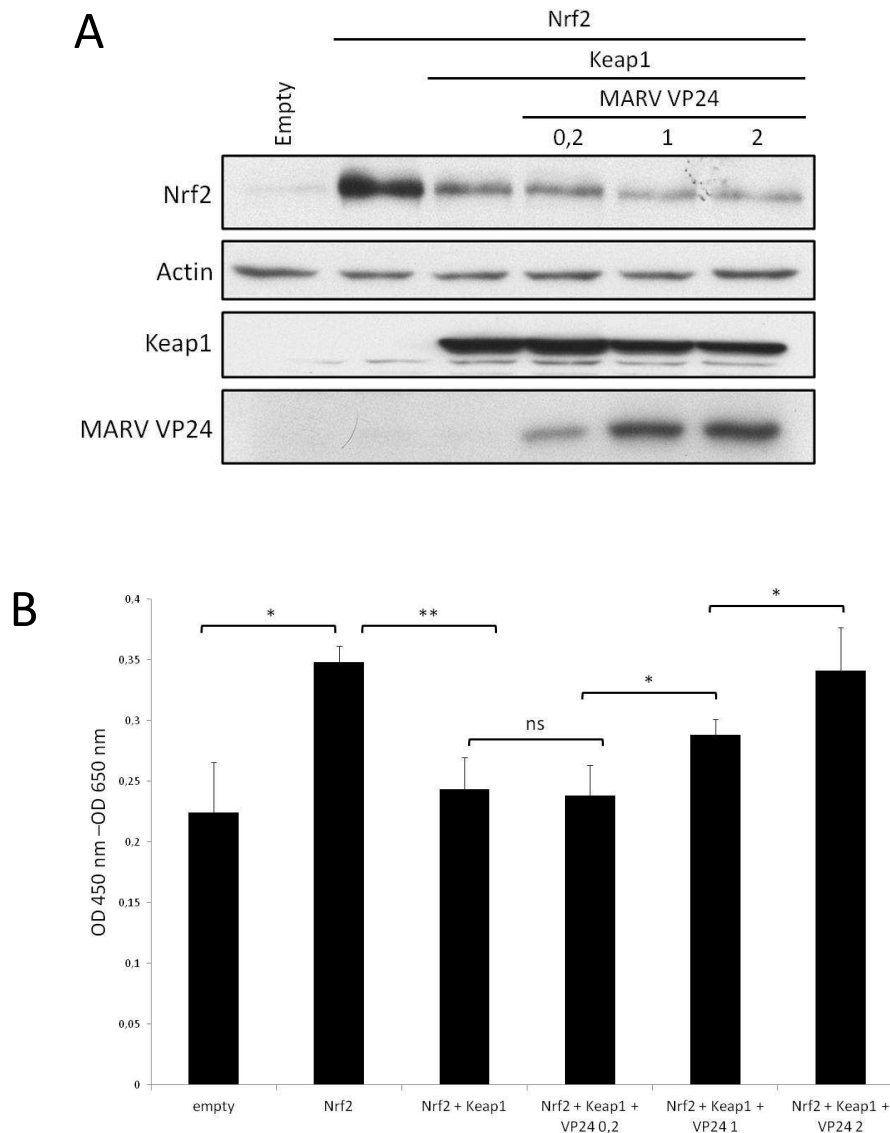 A
Nrf2
Keap1
MARV VP24
Empty
0,2 1 2
Nrf2
Actin
Keap1
MARV VP24
B
OD 450 nm –OD 650 nm
0,4
0,35
0,3
0,25
0,2
0,15
0,1
0,05
0
*
**
ns
*
*
empty
Nrf2
Nrf2 + Keap1
Nrf2 + Keap1 +
VP24 0,2
Nrf2 + Keap1 +
VP24 1
Nrf2 + Keap1 +
VP24 2